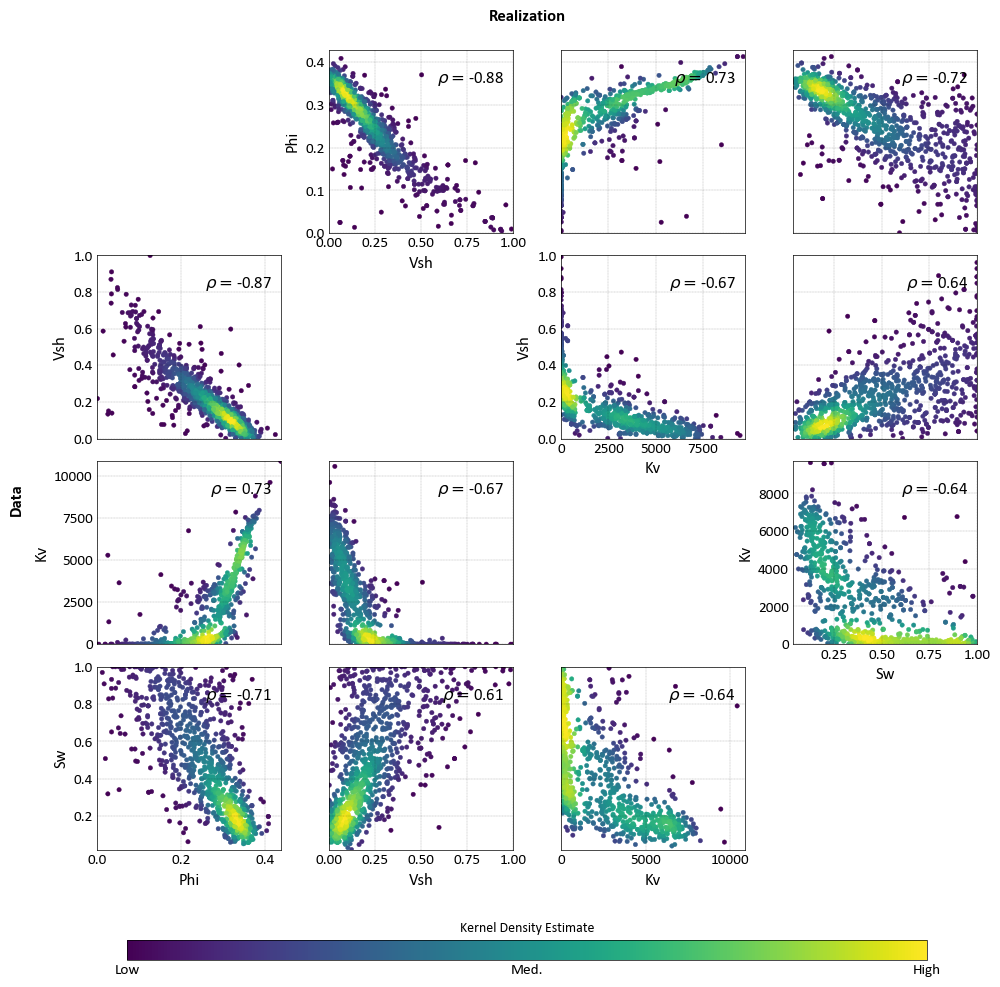 Realization
0.4
0.3
0.2
0.1
0.0
Phi
ρ = -0.88
0.00 0.25 0.50 0.75 1.00
Vsh
ρ = 0.73
ρ = -0.72
1.0
0.8
0.6
0.4
0.2
0.0
Vsh
ρ = -0.87
1.0
0.8
0.6
0.4
0.2
0.0
Vsh
ρ = -0.67
0 2500 5000 7500
Kv
ρ = 0.64
Data
10000
7500
5000
2500
0
Kv
ρ = 0.73
ρ = -0.67
8000
6000
4000
2000
0
Kv
ρ = -0.64
0.25 0.50 0.75 1.00
Sw
1.0
0.8
0.6
0.4
0.2
Sw
ρ = -0.71
0.0 0.2 0.4
Phi
ρ = 0.61
0.00 0.25 0.50 0.75 1.00
Vsh
ρ = -0.64
0 5000 10000
Kv
Kernel Density Estimate
Low Med. High